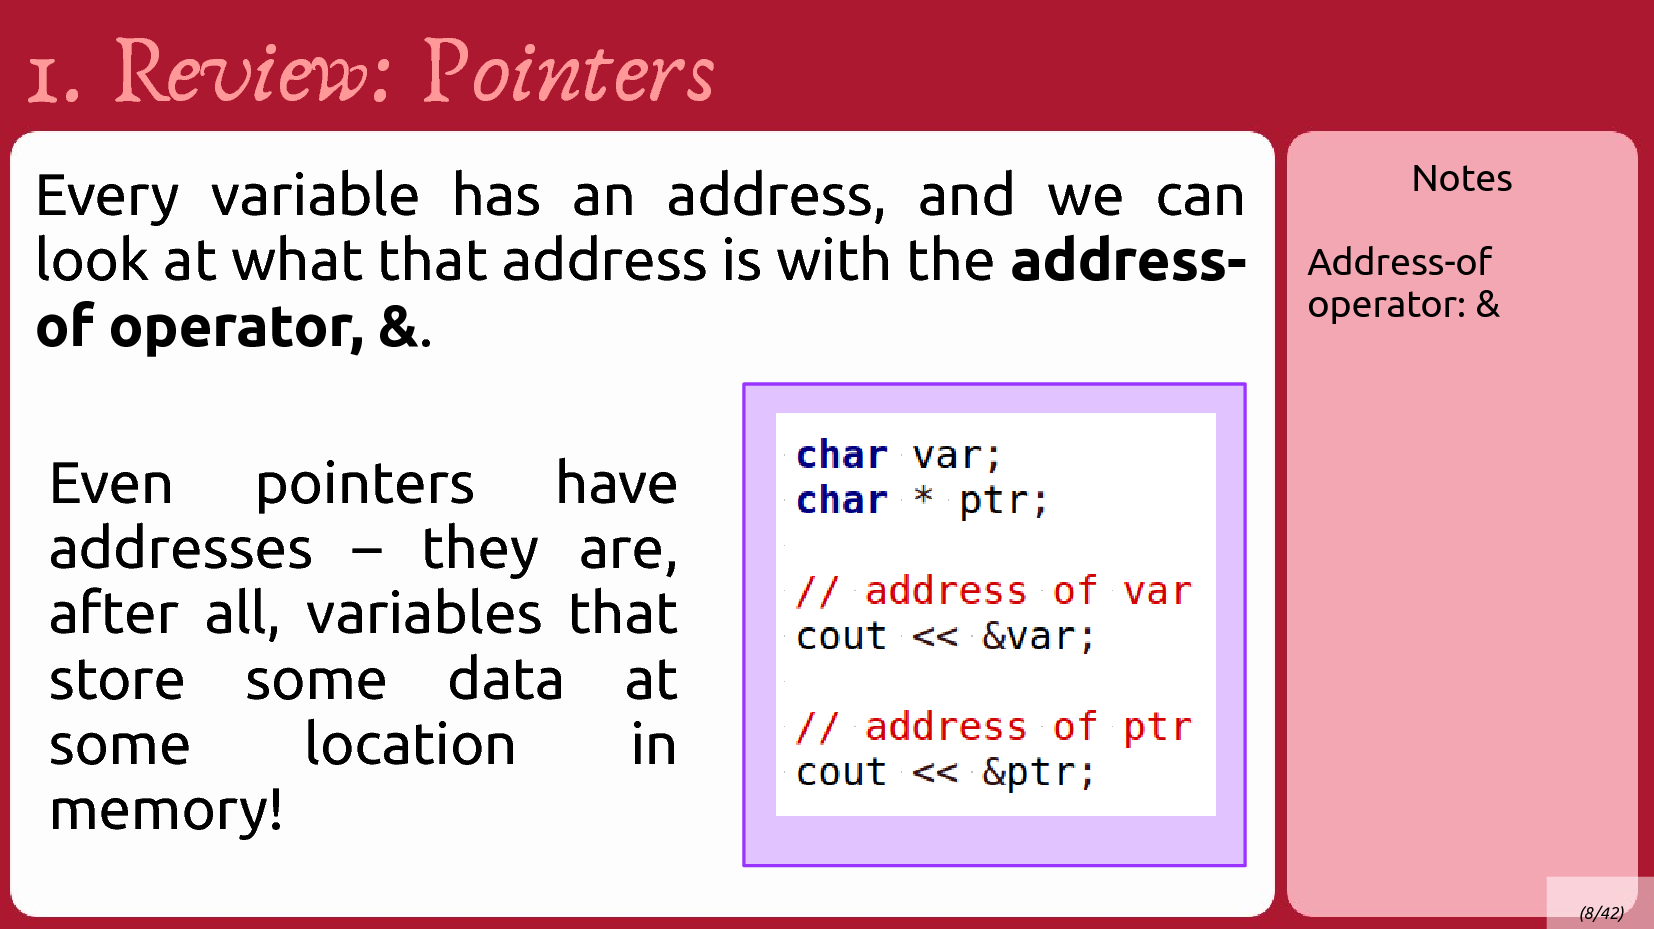 1. Review: Pointers
Every variable has an address, and we can
look at what that address is with the address-
of operator, &.
Even pointers have
addresses – they are,
after all, variables that
store some data at
some location in
memory!
char var;
char * ptr;
// address of var
cout << &var;
// address of ptr
cout << &ptr;
Notes
Address-of
operator: &
(8/42)